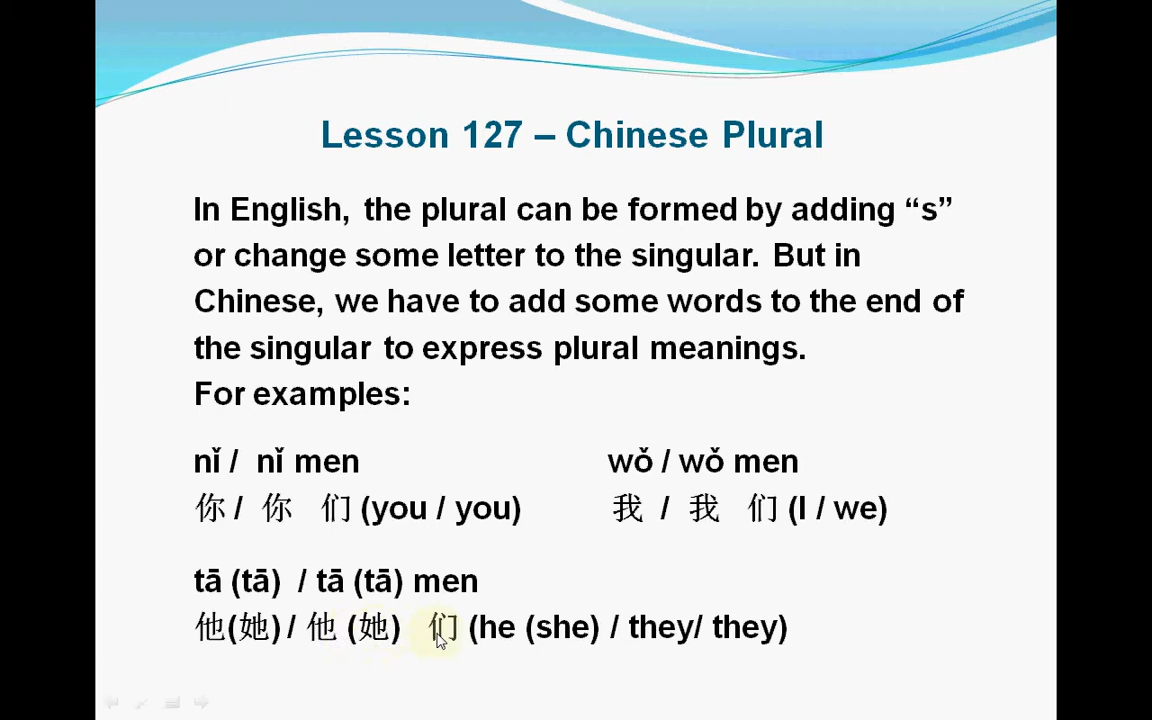 Lesson 127 – Chinese Plural
In English, the plural can be formed by adding “s”
or change some letter to the singular. But in
Chinese, we have to add some words to the end of
the singular to express plural meanings.
For examples:
nǐ / nǐ men wǒ / wǒ men
你 / 你 们 (you / you) 我 / 我 们 (I / we)
tā (tā) / tā (tā) men
他(她) / 他 (她) 们 (he (she) / they/ they)